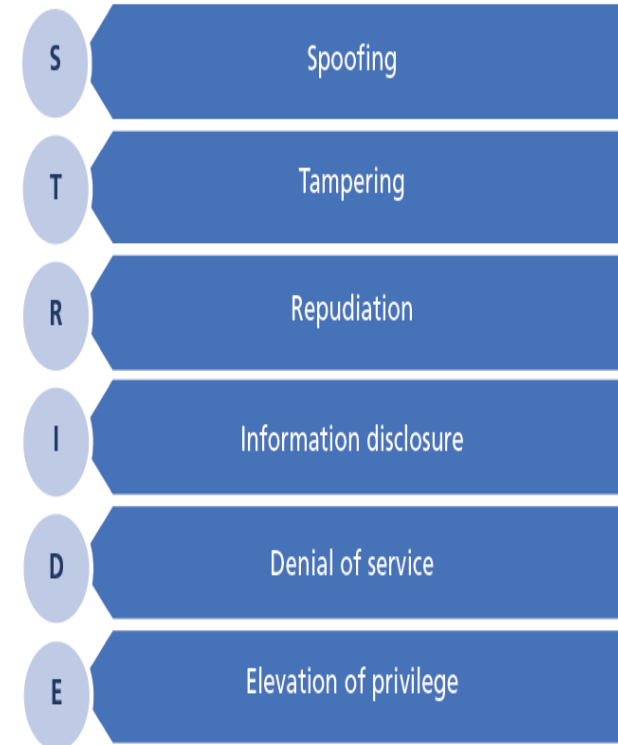 S Spoofing
T Tampering
R Repudiation
I Information disclosure
D Denial of service
E Elevation of privilege